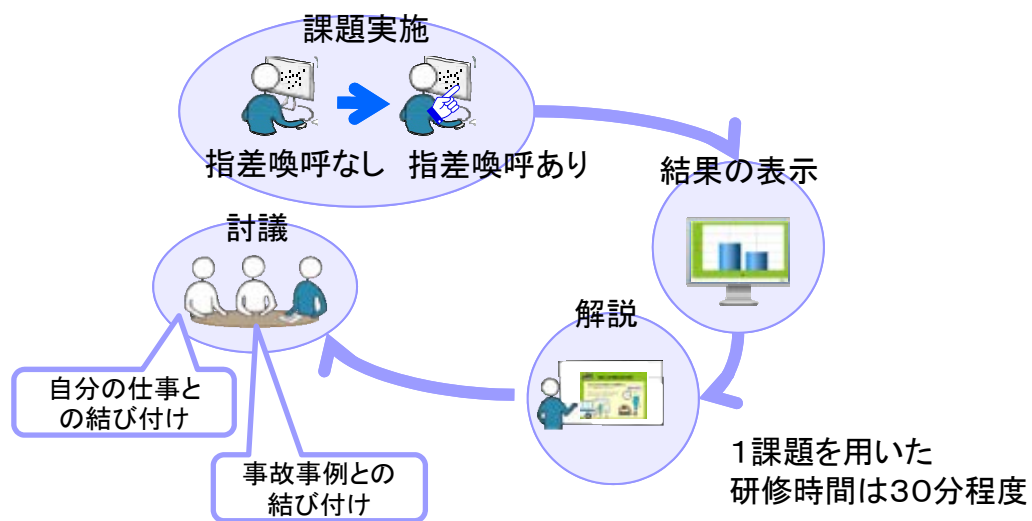 課題実施
指差喚呼なし
指差喚呼あり
結果の表示
解説
討議
自分の仕事と
の結び付け
事故事例との
結び付け
１課題を用いた
研修時間は３０分程度